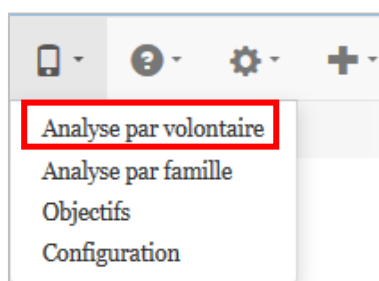 Analyse par volontaire
Analyse par famille
Objectifs
Configuration